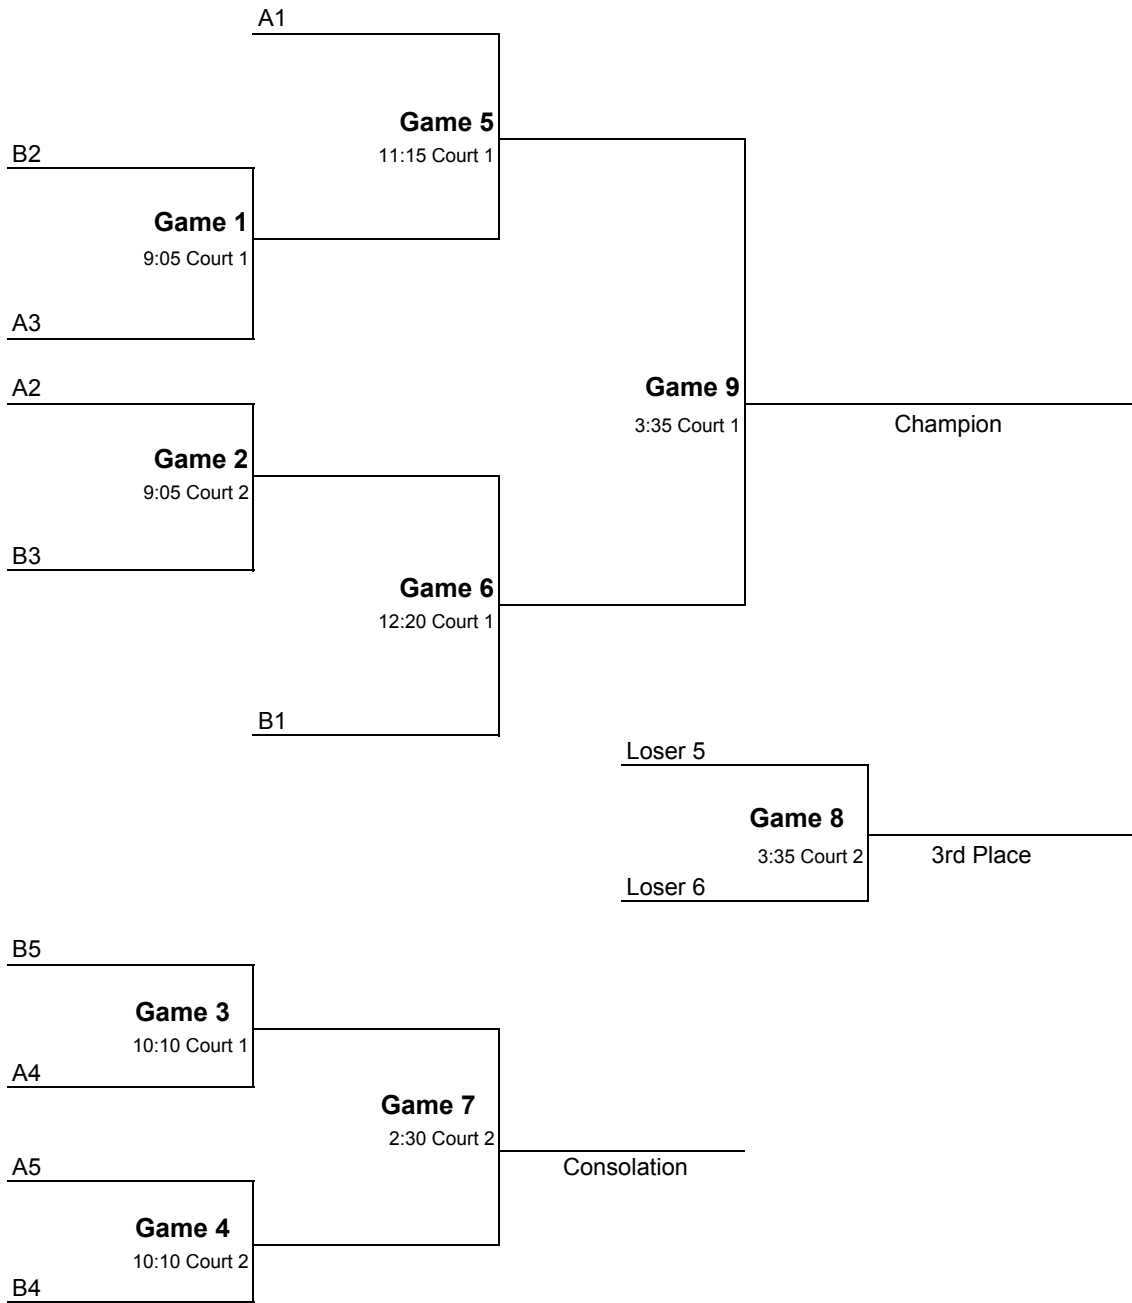 A1
Game 5
11:15 Court 1
B2
Game 1
9:05 Court 1
A3
A2
Game 9
3:35 Court 1
Champion
Game 2
9:05 Court 2
B3
Game 6
12:20 Court 1
B1
Loser 5
Game 8
3:35 Court 2
3rd Place
Loser 6
B5
Game 3
10:10 Court 1
A4
Game 7
2:30 Court 2
Consolation
A5
Game 4
10:10 Court 2
B4